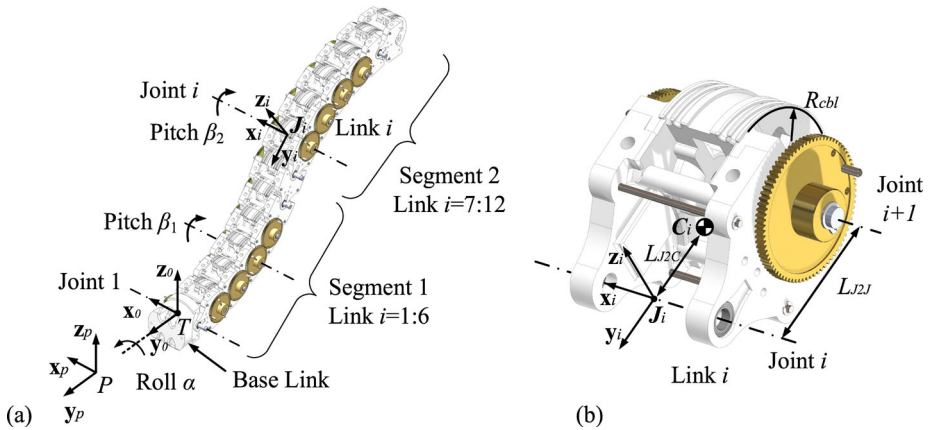 Joint i
Pitch β2
zi
xi
Ji
yi
Link i
Segment 2
Link i=7:12
Pitch β1
Joint 1
z0
x0
T
y0
Segment 1
Link i=1:6
zp
xp
P
yp
Roll α
Base Link
(a)
Rcbl
Joint
i+1
Ci
LJ2C
zi
xi
Ji
yi
LJ2J
Joint i
Link i
(b)